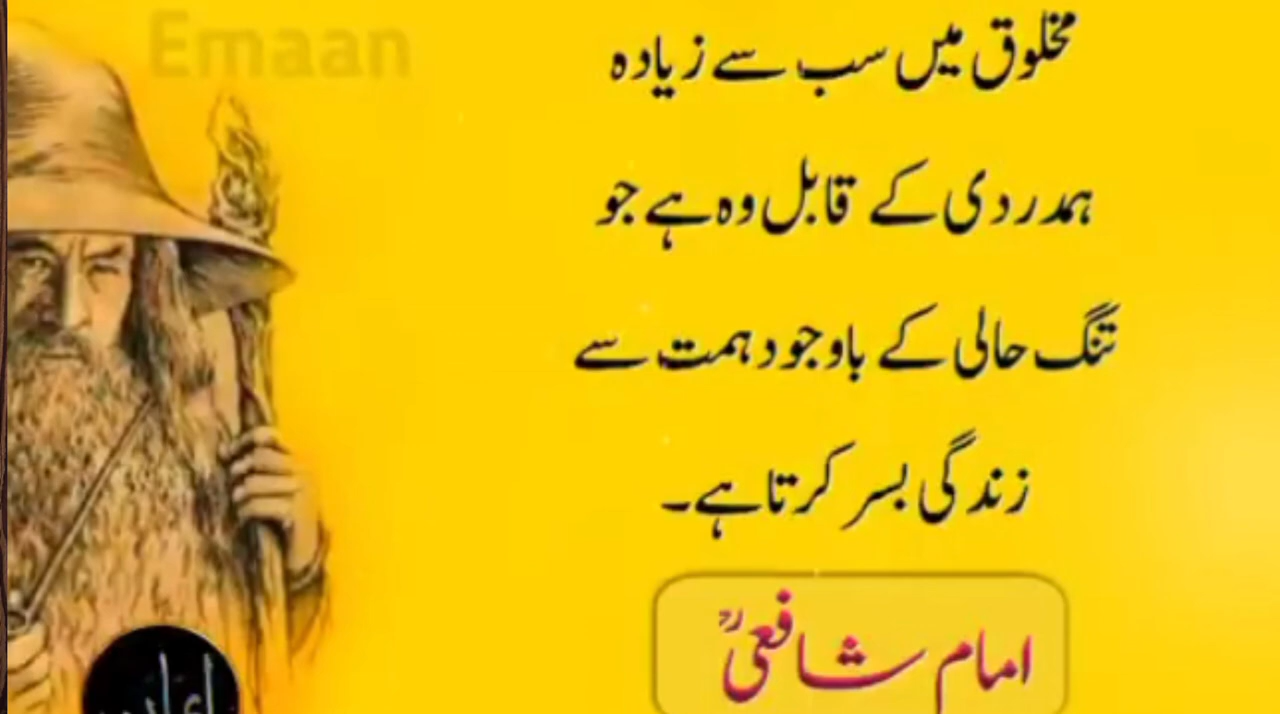 Emaan
مخلوق میں سب سے زیادہ
ہمدردی کے قابل وہ ہے جو
تنگ حالی کے باوجود ہمت سے
زندگی بسر کرتا ہے۔
امام شافعیؒ